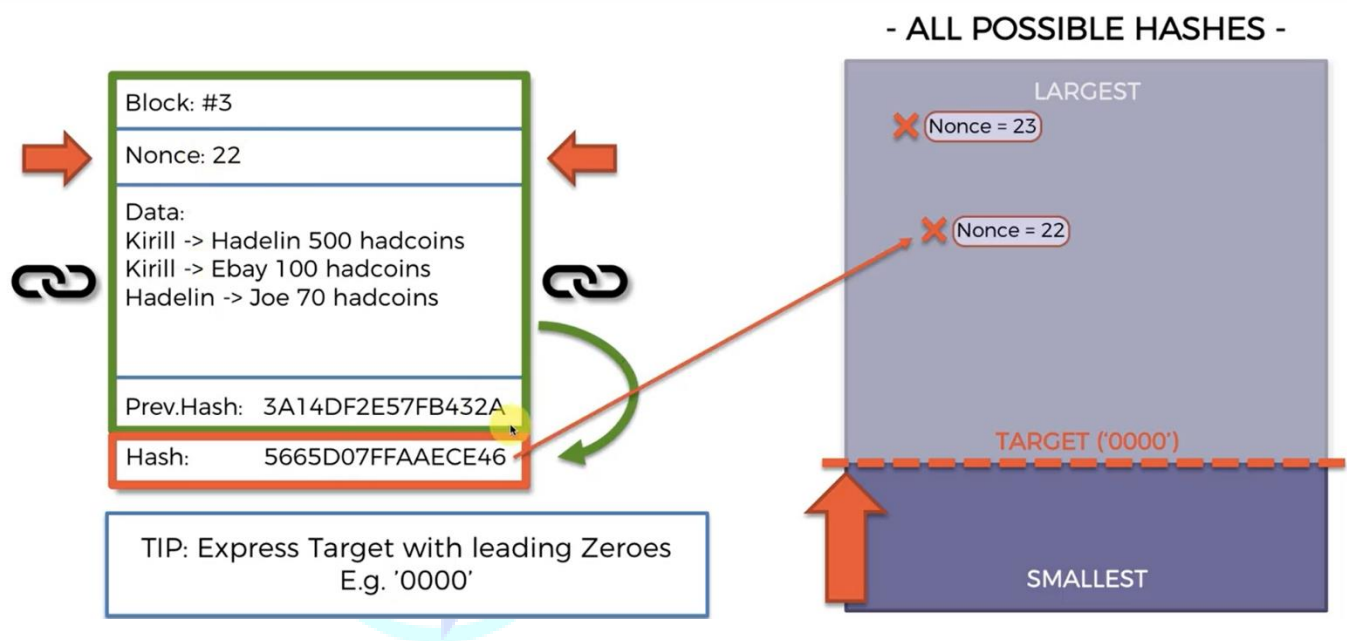 Block: #3
Nonce: 22
Data:
Kirill -> Hadelin 500 hadcoins
Kirill -> Ebay 100 hadcoins
Hadelin -> Joe 70 hadcoins
Prev.Hash: 3A14DF2E57FB432A
Hash: 5665D07FFAAECE46
TIP: Express Target with leading Zeroes
E.g. '0000'
- ALL POSSIBLE HASHES -
LARGEST
Nonce = 23
Nonce = 22
TARGET ('0000')
SMALLEST